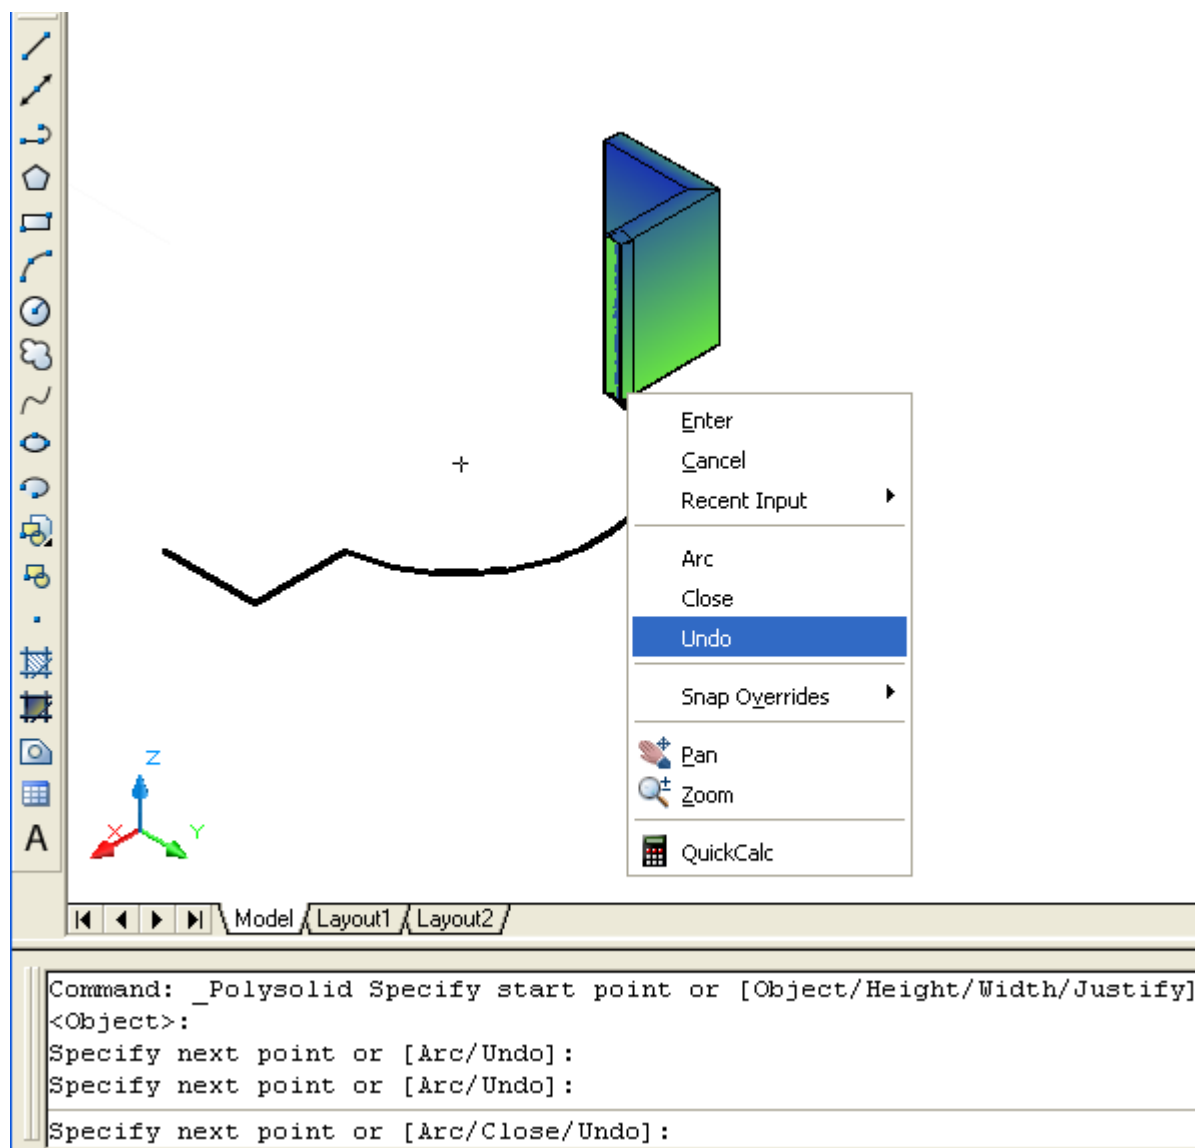 Enter
Cancel
Recent Input
Arc
Close
Undo
Snap Overrides
Pan
Zoom
QuickCalc
Z
X
Y
A
Model Layout1 Layout2
Command: _Polysolid Specify start point or [Object/Height/Width/Justify]
<Object>:
Specify next point or [Arc/Undo]:
Specify next point or [Arc/Undo]:
Specify next point or [Arc/Close/Undo]: